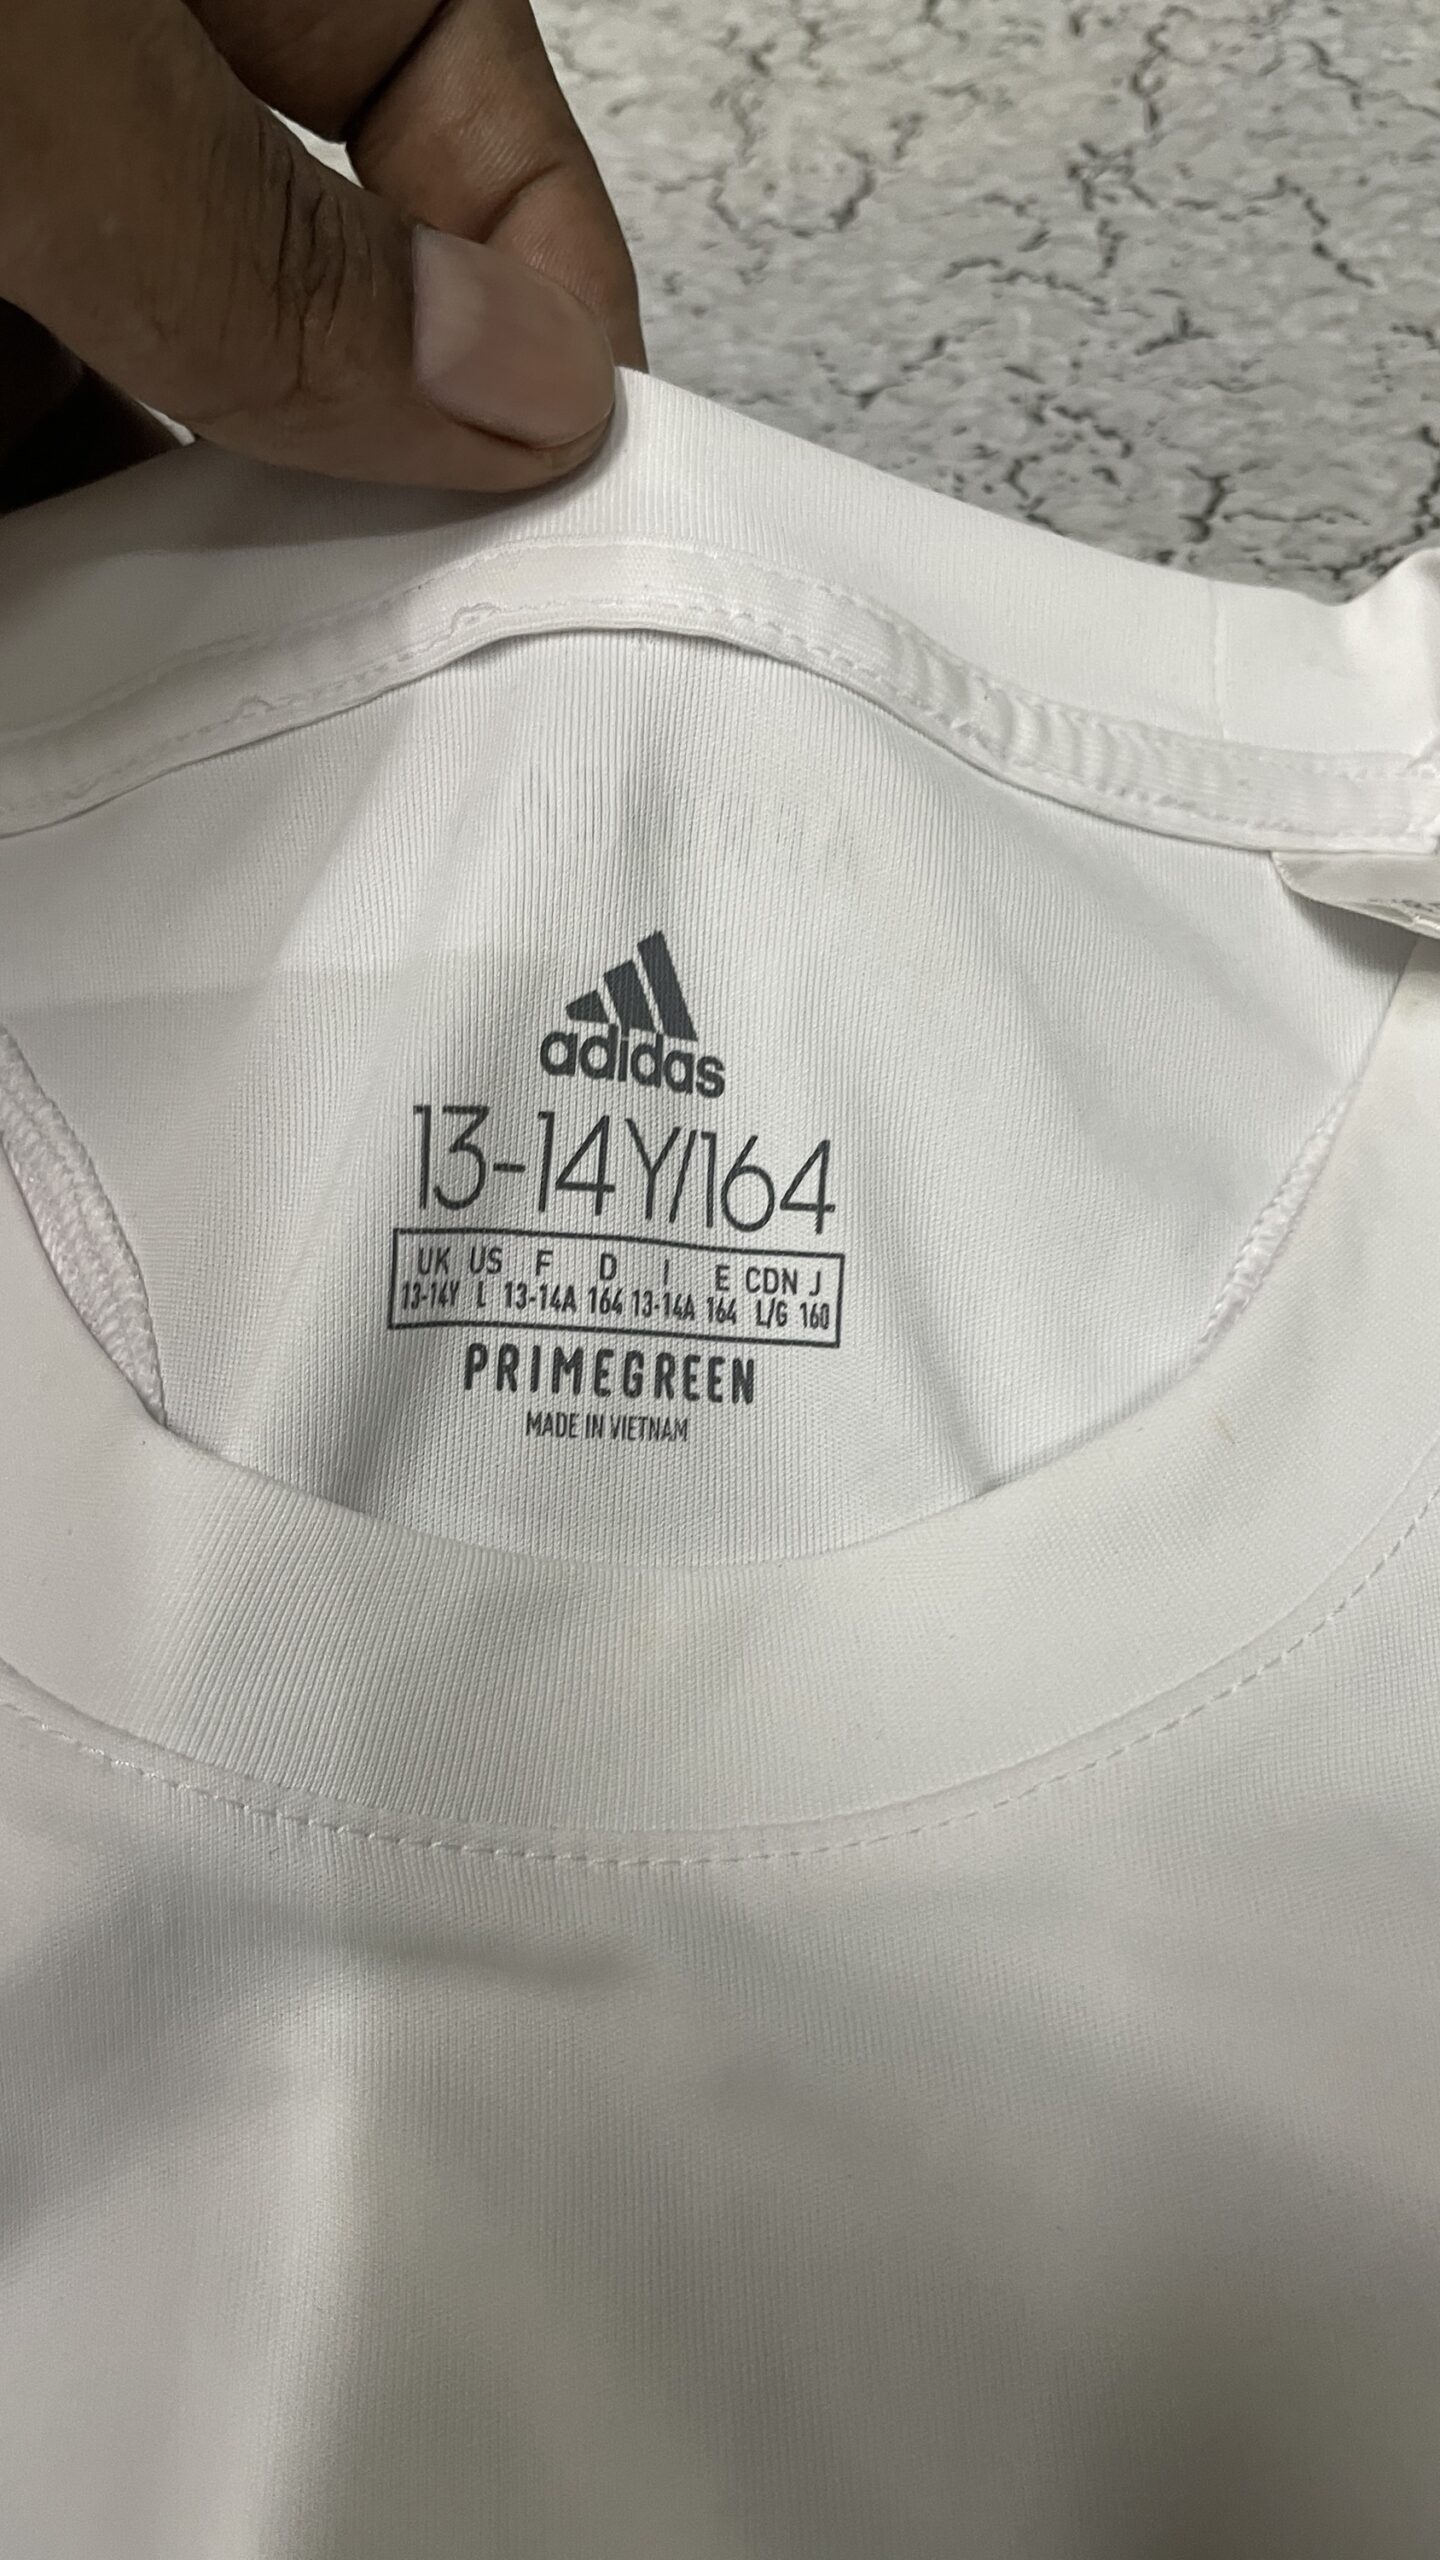 adidas
13-14Y/164
UK US F D I E CDN J
13-14Y L 13-14A 164 13-14A 164 L/G 160
PRIMEGREEN
MADE IN VIETNAM